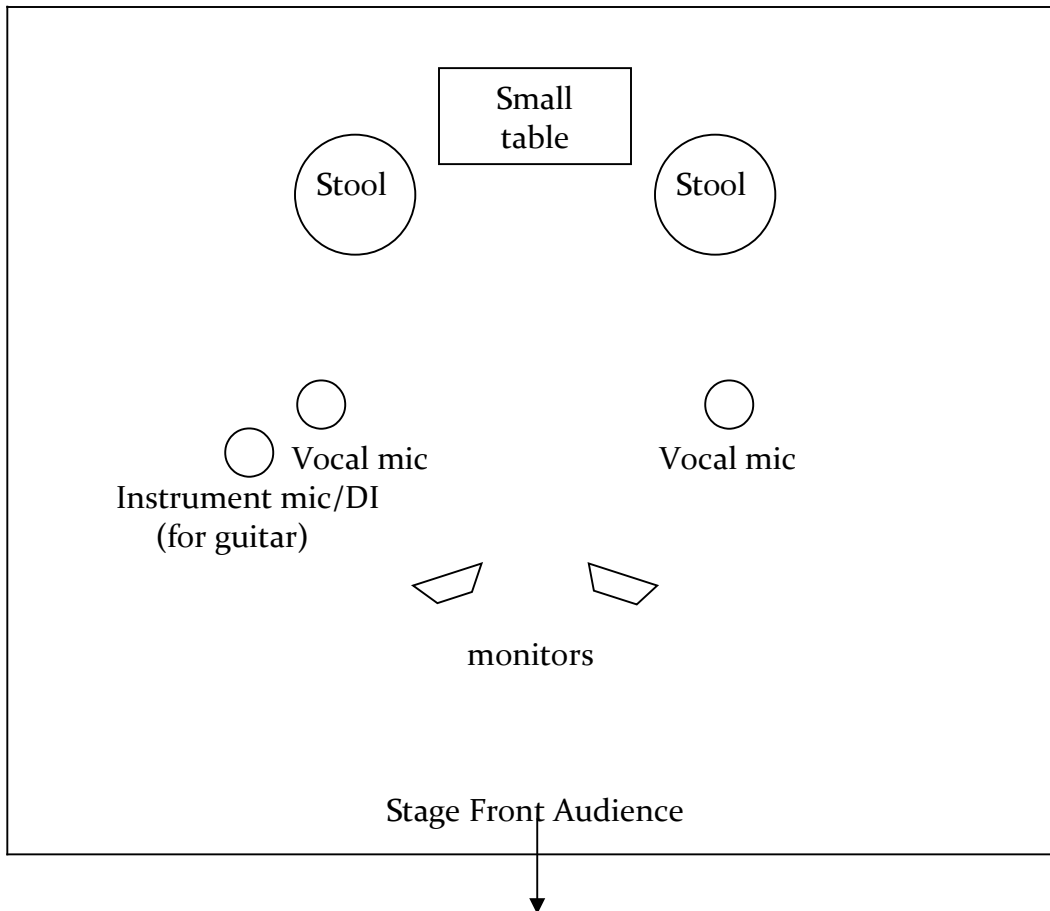 Small
table
Stool
Stool
Vocal mic
Vocal mic
Instrument mic/DI
(for guitar)
monitors
Stage Front Audience